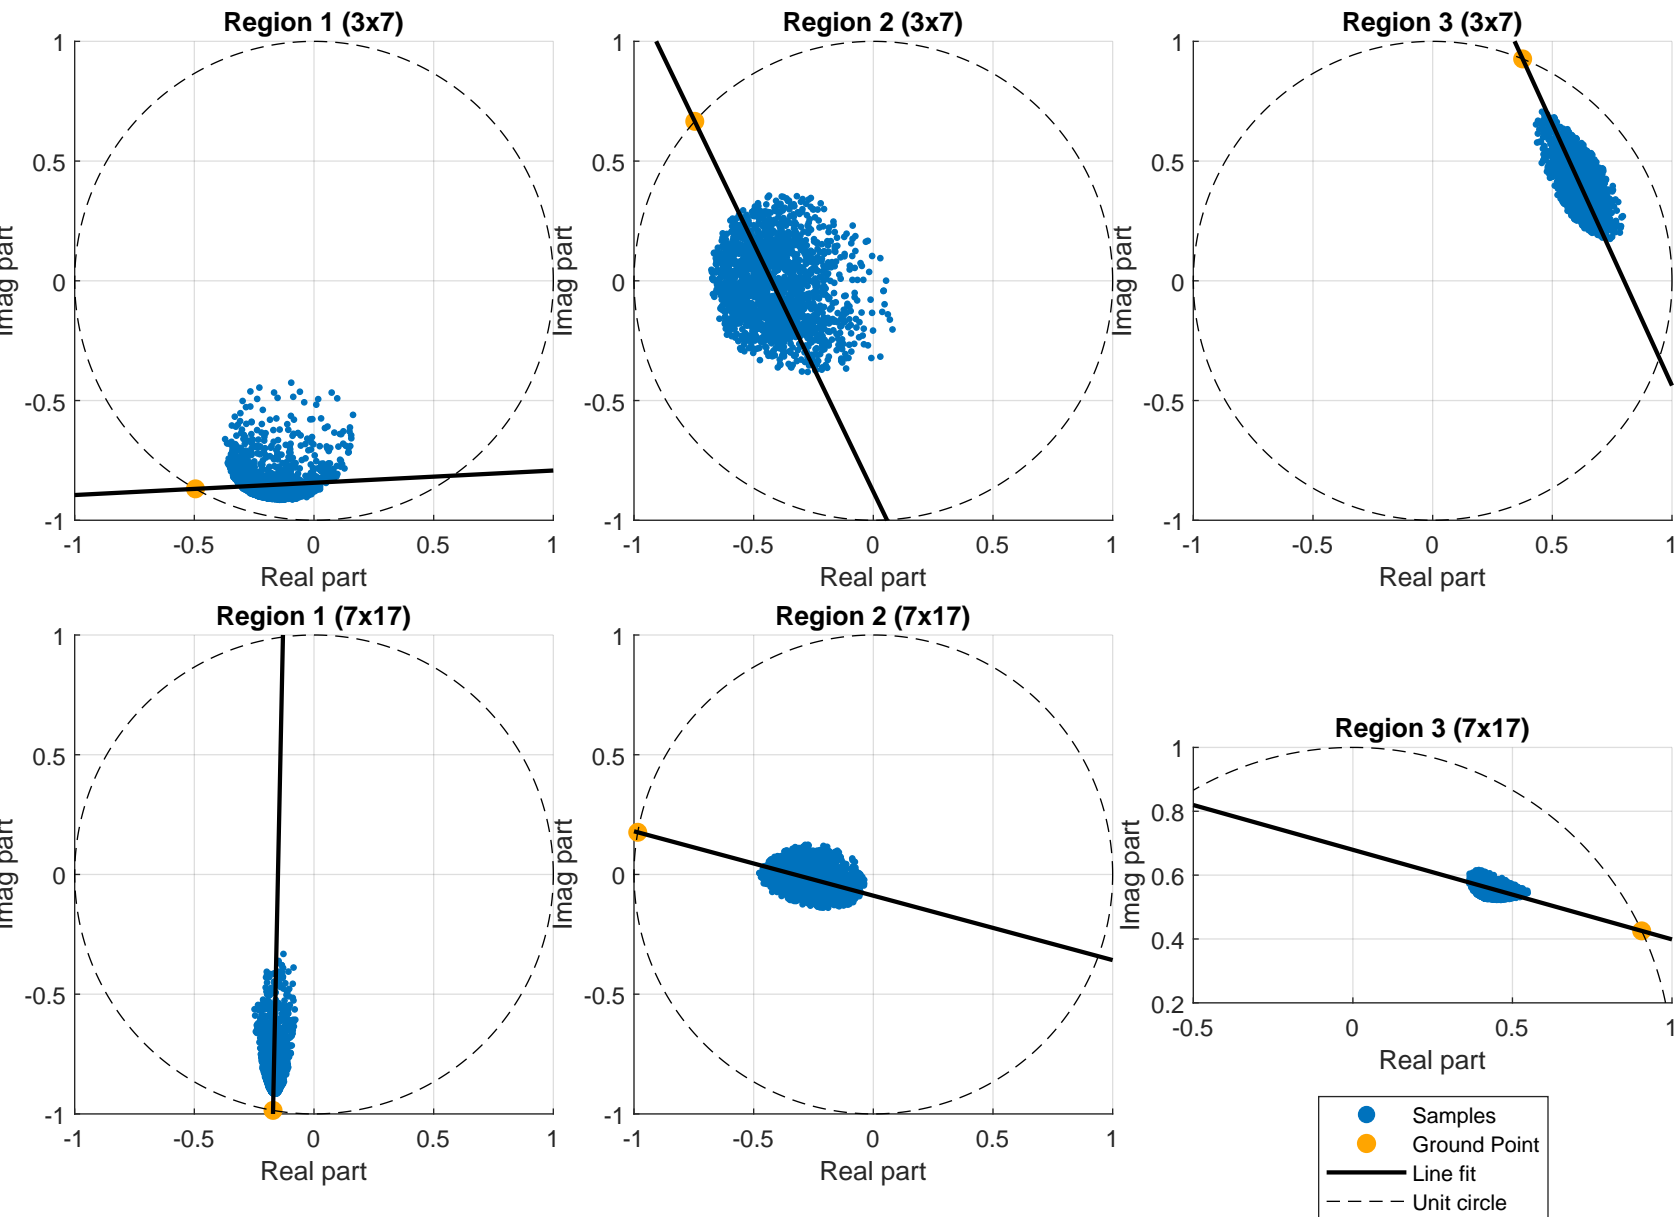 Region 1 (3x7)
1
0.5
0
-0.5
-1
-1
-0.5
0
0.5
1
Real part
Imag part
Region 2 (3x7)
1
0.5
0
-0.5
-1
-1
-0.5
0
0.5
1
Real part
Imag part
Region 3 (3x7)
1
0.5
0
-0.5
-1
-1
-0.5
0
0.5
1
Real part
Imag part
Region 1 (7x17)
1
0.5
0
-0.5
-1
-1
-0.5
0
0.5
1
Real part
Imag part
Region 2 (7x17)
1
0.5
0
-0.5
-1
-1
-0.5
0
0.5
1
Real part
Imag part
Region 3 (7x17)
1
0.8
0.6
0.4
0.2
-0.5
0
0.5
1
Real part
Imag part
Samples
Ground Point
Line fit
Unit circle